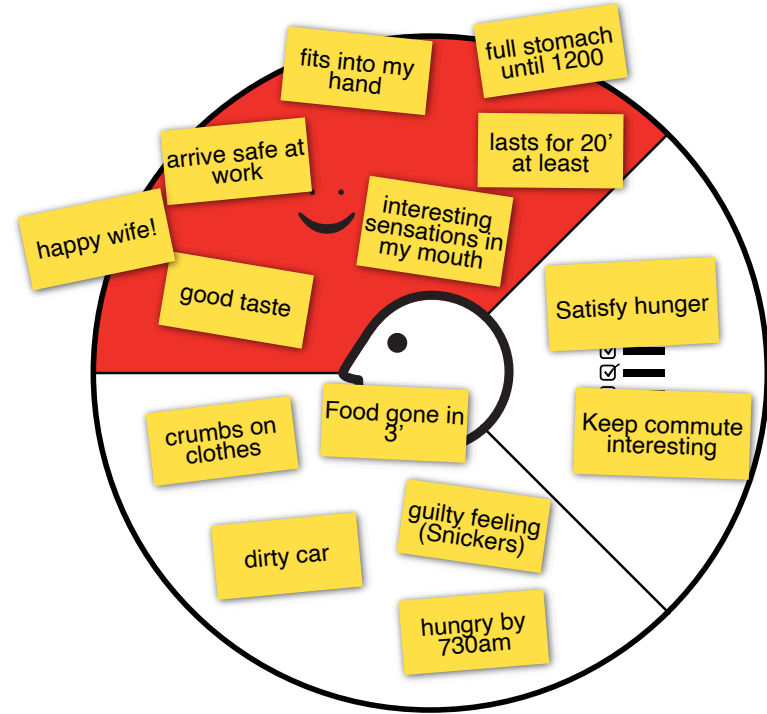 fits into my
hand
full stomach
until 1200
arrive safe at
work
lasts for 20’
at least
happy wife!
interesting
sensations in
my mouth
good taste
Satisfy hunger
Keep commute
interesting
crumbs on
clothes
Food gone in
3’
guilty feeling
(Snickers)
dirty car
hungry by
730am